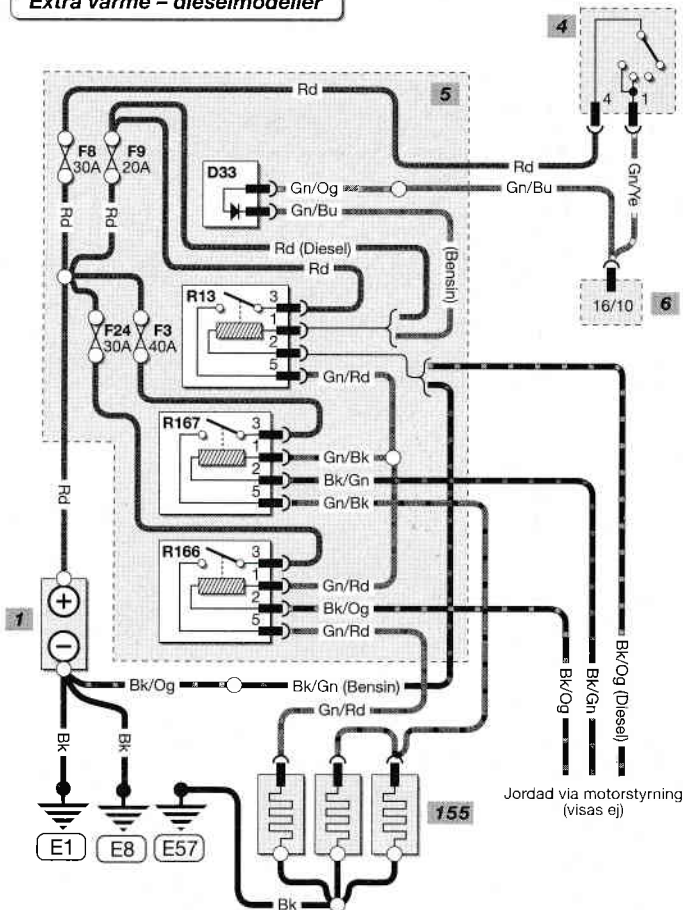 Extra värme – dieselmodeller
4
Rd
5
4
1
F8
30A
F9
20A
D33
Gn/Og
Gn/Bu
Rd
Gn/Bu
Gn/Ye
Rd
Rd
Rd (Diesel)
Rd
(Bensin)
R13
3
1
2
5
16/10
6
F24
30A
F3
40A
Gn/Rd
R167
3
1
2
5
Gn/Bk
Bk/Gn
Gn/Bk
Rd
R166
3
1
2
5
Gn/Rd
Bk/Og
Gn/Rd
1
+
−
Bk/Og
Bk/Gn (Bensin)
Gn/Rd
Bk/Og
Bk/Gn
Bk/Og (Diesel)
Bk
Bk
Jordad via motorstyrning
(visas ej)
155
E1
E8
E57
Bk